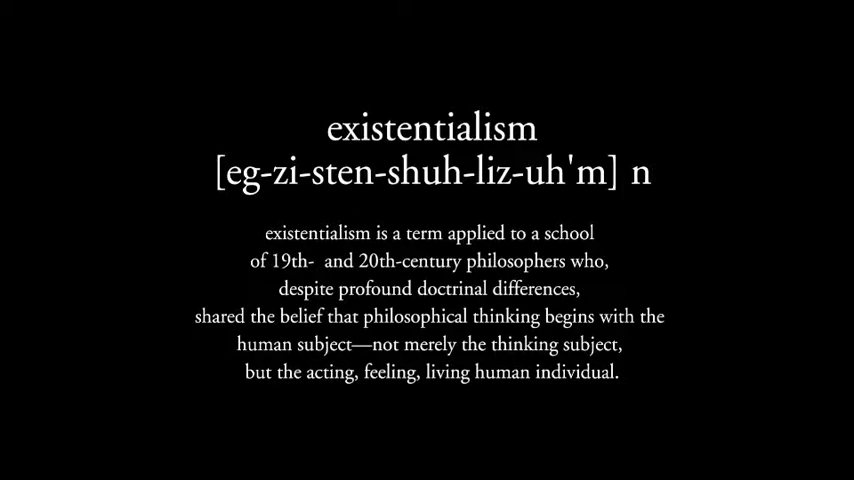 existentialism
[eg-zi-sten-shuh-liz-uh'm] n
existentialism is a term applied to a school
of 19th-  and 20th-century philosophers who,
despite profound doctrinal differences,
shared the belief that philosophical thinking begins with the
human subject—not merely the thinking subject,
but the acting, feeling, living human individual.